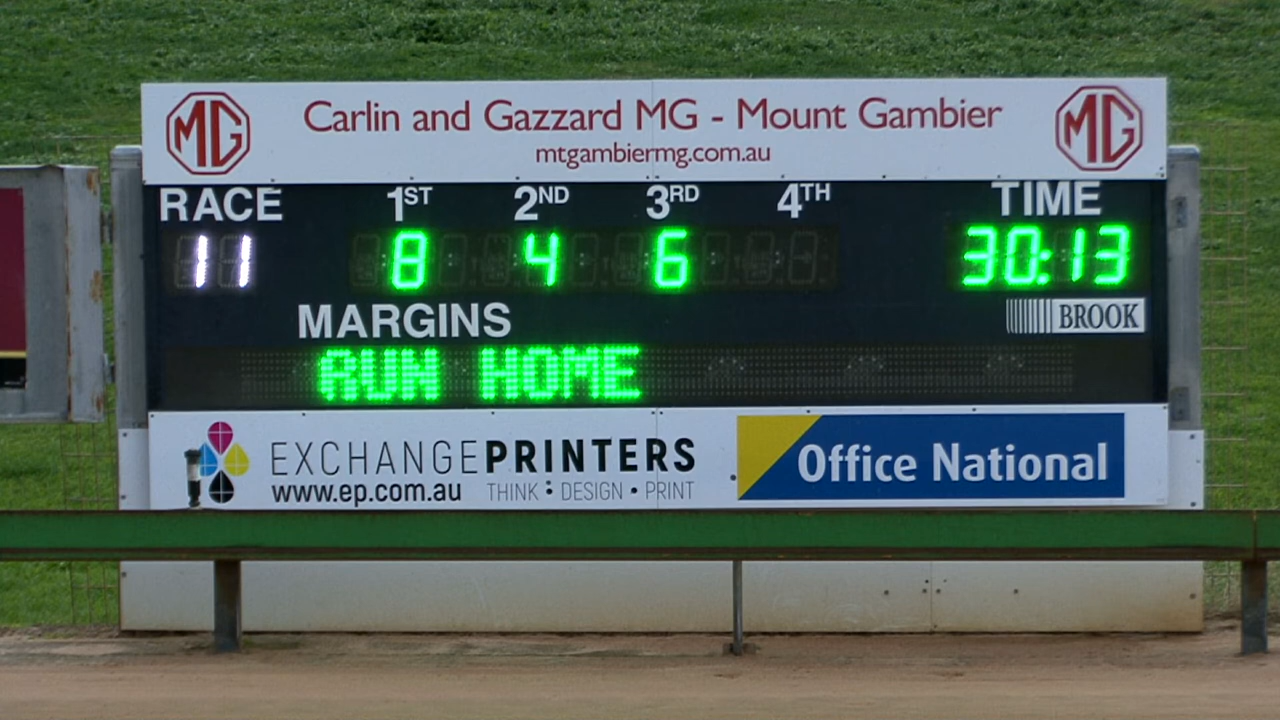 MG Carlin and Gazzard MG - Mount Gambier MG
mtgambiermg.com.au
RACE 1ST 2ND 3RD 4TH TIME
11 8 4 6 30:13
MARGINS BROOK
RUN HOME
EXCHANGEPRINTERS Office National
www.ep.com.au THINK : DESIGN • PRINT